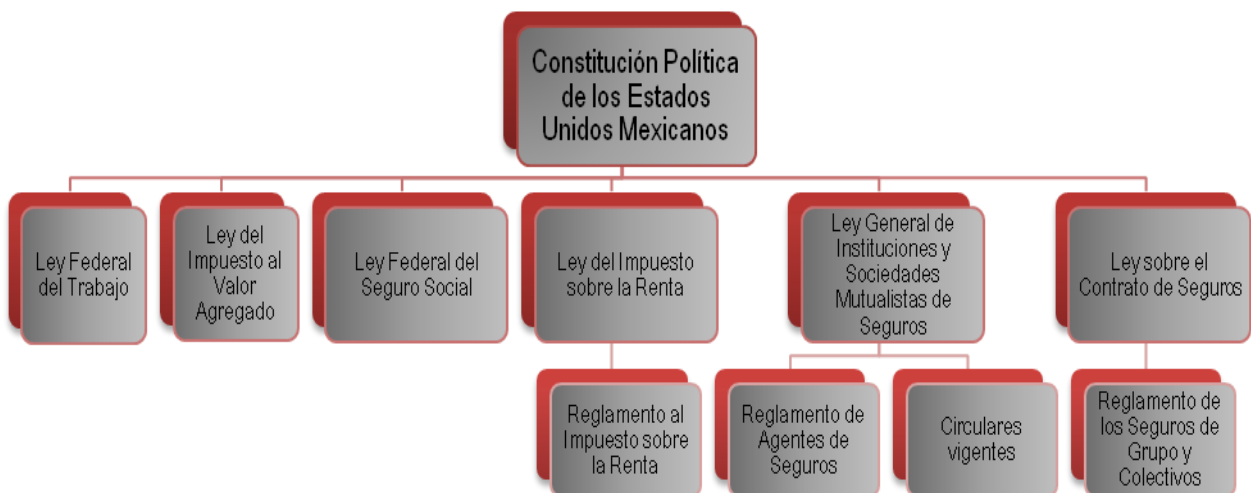 Constitución Política
de los Estados
Unidos Mexicanos
Ley Federal
del Trabajo
Ley del
Impuesto al
Valor
Agregado
Ley Federal del
Seguro Social
Ley del Impuesto
sobre la Renta
Ley General de
Instituciones y
Sociedades
Mutualistas de
Seguros
Ley sobre el
Contrato de Seguros
Reglamento al
Impuesto sobre
la Renta
Reglamento de
Agentes de
Seguros
Circulares
vigentes
Reglamento de
los Seguros de
Grupo y
Colectivos